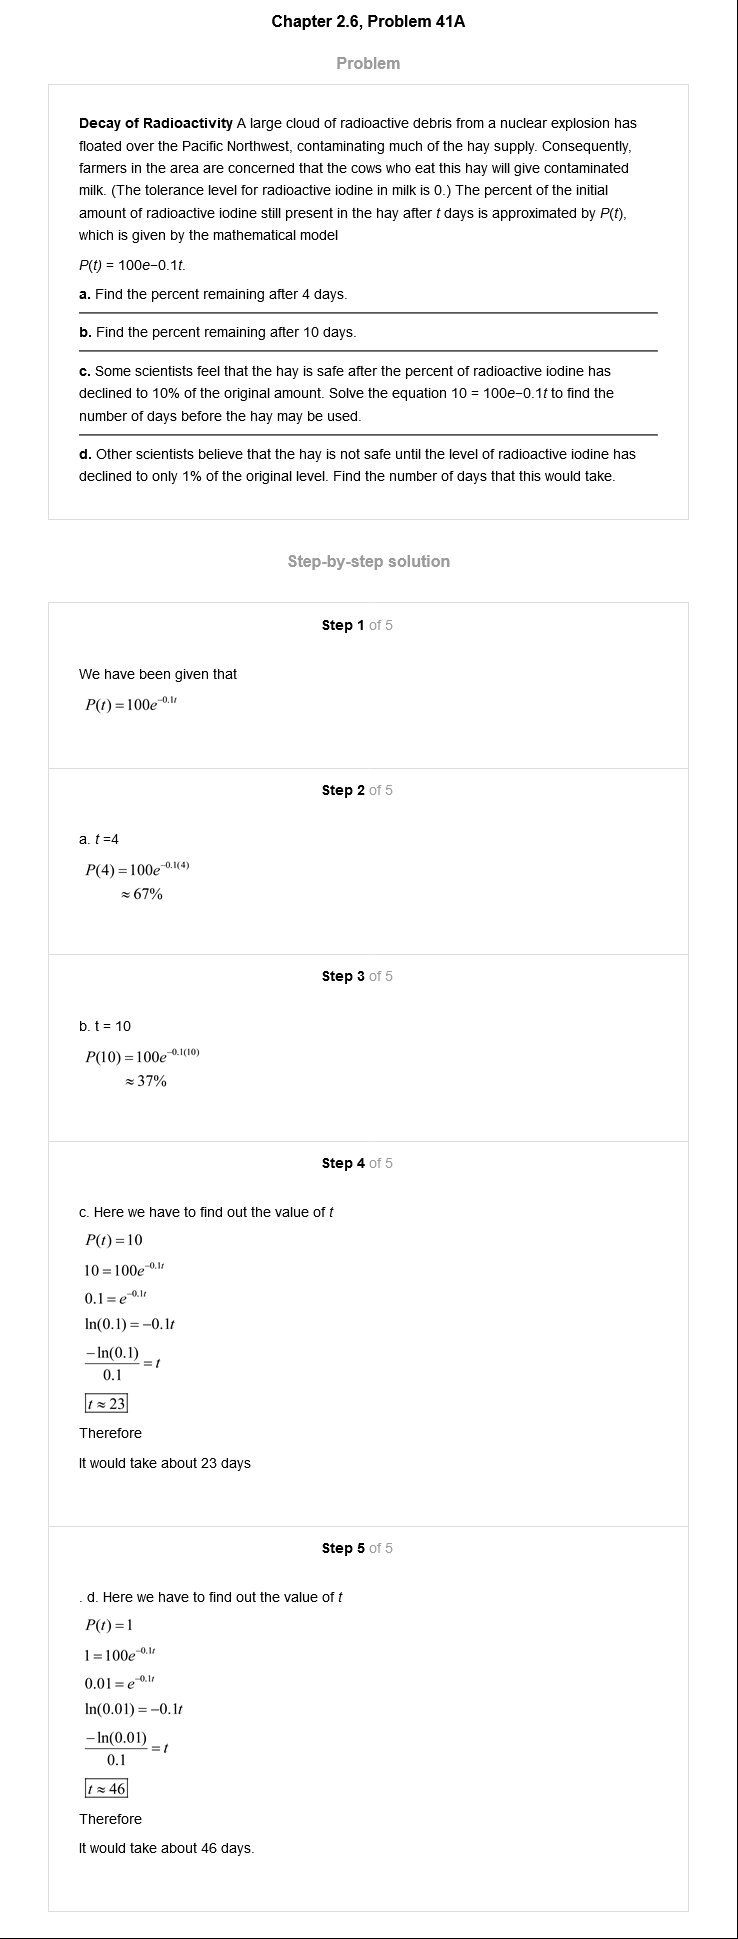 Chapter 2.6, Problem 41A
Problem
Decay of Radioactivity A large cloud of radioactive debris from a nuclear explosion has
floated over the Pacific Northwest, contaminating much of the hay supply. Consequently,
farmers in the area are concerned that the cows who eat this hay will give contaminated
milk. (The tolerance level for radioactive iodine in milk is 0.) The percent of the initial
amount of radioactive iodine still present in the hay after t days is approximated by P(t),
which is given by the mathematical model
P(t) = 100e−0.1t.
a. Find the percent remaining after 4 days.
b. Find the percent remaining after 10 days.
c. Some scientists feel that the hay is safe after the percent of radioactive iodine has
declined to 10% of the original amount. Solve the equation 10 = 100e−0.1t to find the
number of days before the hay may be used.
d. Other scientists believe that the hay is not safe until the level of radioactive iodine has
declined to only 1% of the original level. Find the number of days that this would take.
Step-by-step solution
Step 1 of 5
We have been given that
P(t) = 100e^{−0.1t}
Step 2 of 5
a. t =4
P(4) = 100e^{−0.1(4)}
≈ 67%
Step 3 of 5
b. t = 10
P(10) = 100e^{−0.1(10)}
≈ 37%
Step 4 of 5
c. Here we have to find out the value of t
P(t) = 10
10 = 100e^{−0.1t}
0.1 = e^{−0.1t}
ln(0.1) = −0.1t
−ln(0.1)/0.1 = t
t ≈ 23
Therefore
It would take about 23 days
Step 5 of 5
. d. Here we have to find out the value of t
P(t) = 1
1 = 100e^{−0.1t}
0.01 = e^{−0.1t}
ln(0.01) = −0.1t
−ln(0.01)/0.1 = t
t ≈ 46
Therefore
It would take about 46 days.